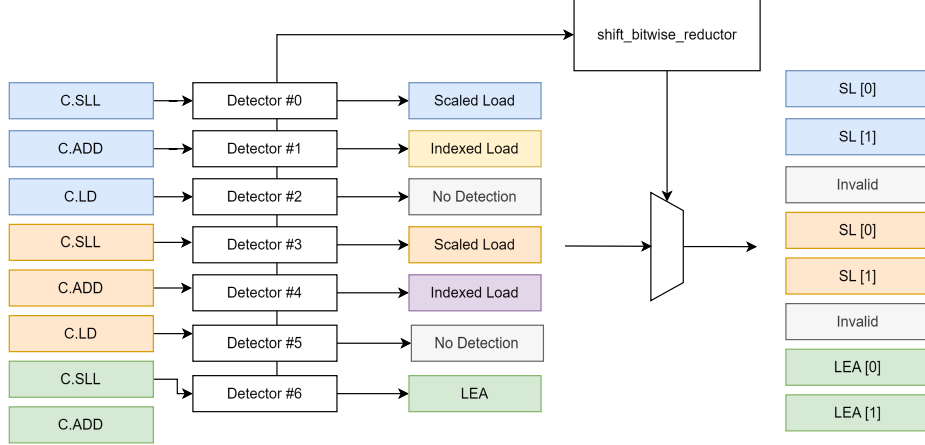 shift_bitwise_reductor
C.SLL
Detector #0
Scaled Load
SL [0]
C.ADD
Detector #1
Indexed Load
SL [1]
C.LD
Detector #2
No Detection
Invalid
C.SLL
Detector #3
Scaled Load
SL [0]
C.ADD
Detector #4
Indexed Load
SL [1]
C.LD
Detector #5
No Detection
Invalid
C.SLL
Detector #6
LEA
LEA [0]
C.ADD
LEA [1]